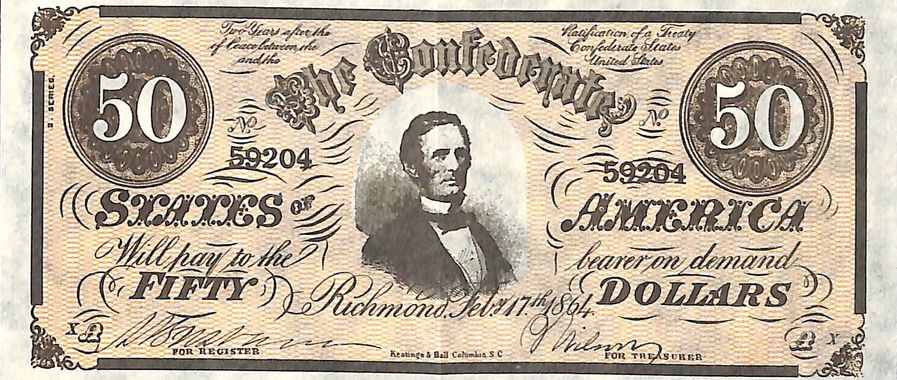 Two Years after the
of Peace between the
and the
Ratification of a Treaty
Confederate States
United States
The Confederate
50
50
2. SERIES.
No
No
59204
59204
STATES OF
AMERICA
Will pay to the
bearer on demand
FIFTY
DOLLARS
Richmond, Feby 17th, 1864.
X
X
FOR REGISTER
Keatinge & Ball Columbia, S C
FOR TREASURER